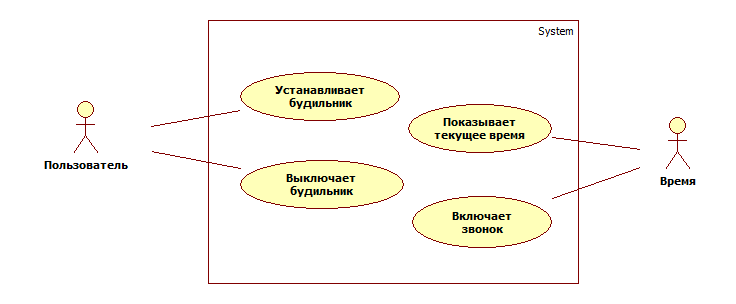 System
Устанавливает
будильник
Показывает
текущее время
Пользователь
Время
Выключает
будильник
Включает
звонок